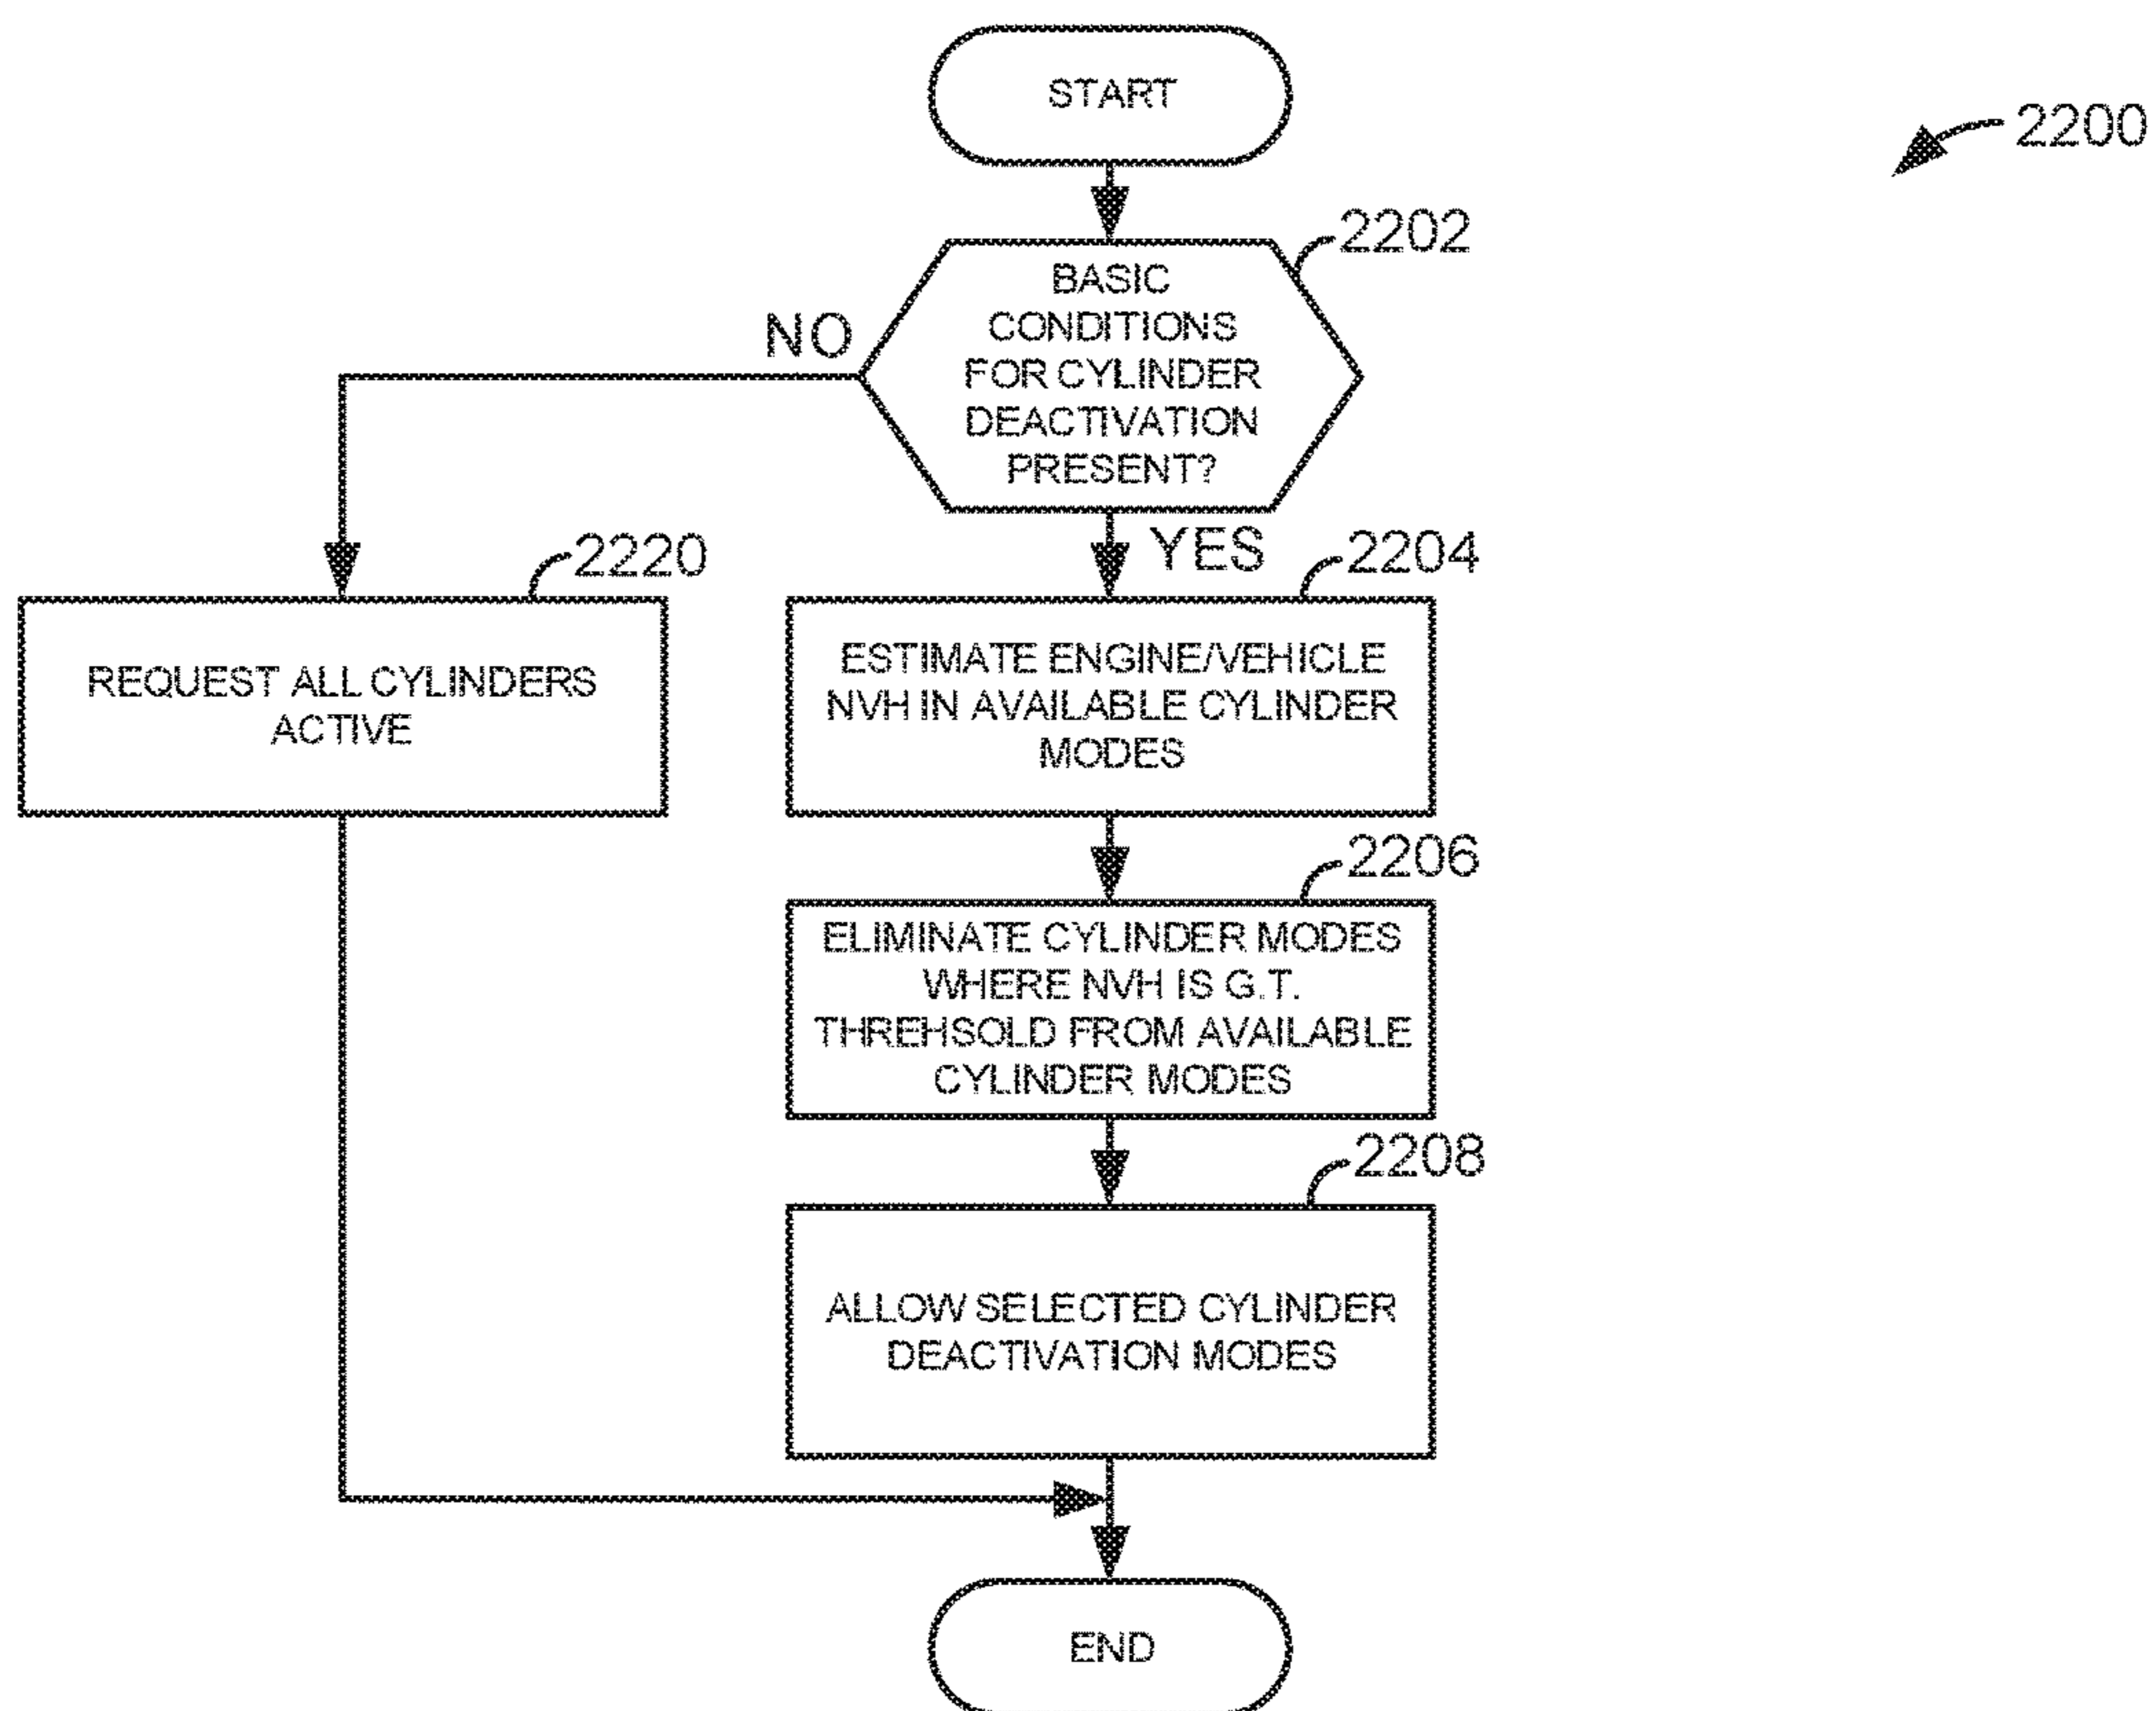 START
2200
2202
BASIC
CONDITIONS
FOR CYLINDER
DEACTIVATION
PRESENT?
NO
YES
2220
REQUEST ALL CYLINDERS
ACTIVE
2204
ESTIMATE ENGINE/VEHICLE
NVH IN AVAILABLE CYLINDER
MODES
2206
ELIMINATE CYLINDER MODES
WHERE NVH IS G.T.
THREHSOLD FROM AVAILABLE
CYLINDER MODES
2208
ALLOW SELECTED CYLINDER
DEACTIVATION MODES
END